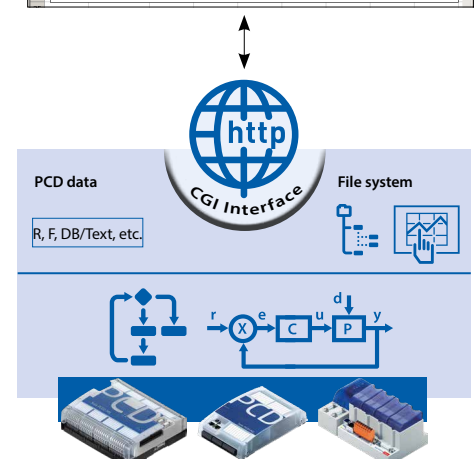 http
CGI Interface
PCD data
File system
R, F, DB/Text, etc.
r
X
e
C
u
d
P
y
PCD
PCD